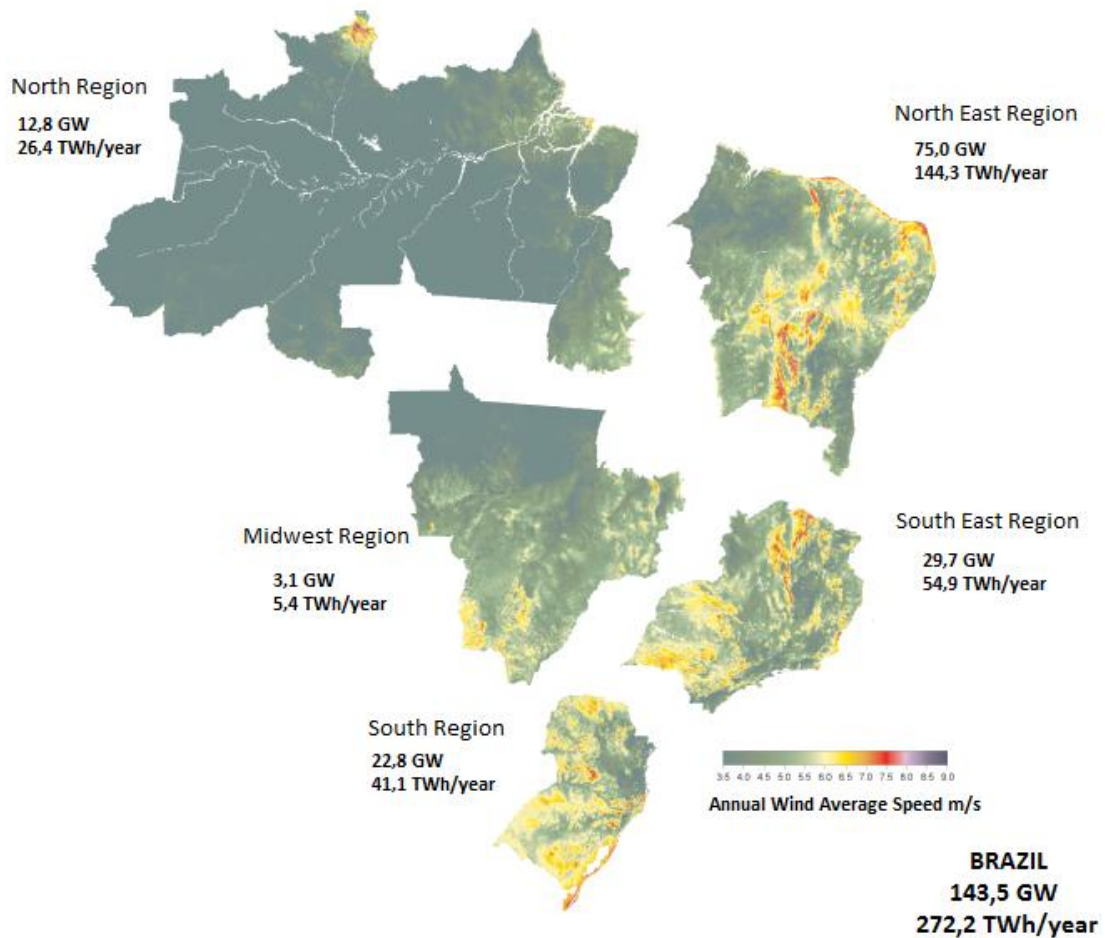 North Region
12,8 GW
26,4 TWh/year
North East Region
75,0 GW
144,3 TWh/year
Midwest Region
3,1 GW
5,4 TWh/year
South East Region
29,7 GW
54,9 TWh/year
South Region
22,8 GW
41,1 TWh/year
3.5 4.0 4.5 5.0 5.5 6.0 6.5 7.0 7.5 8.0 8.5 9.0
Annual Wind Average Speed m/s
BRAZIL
143,5 GW
272,2 TWh/year